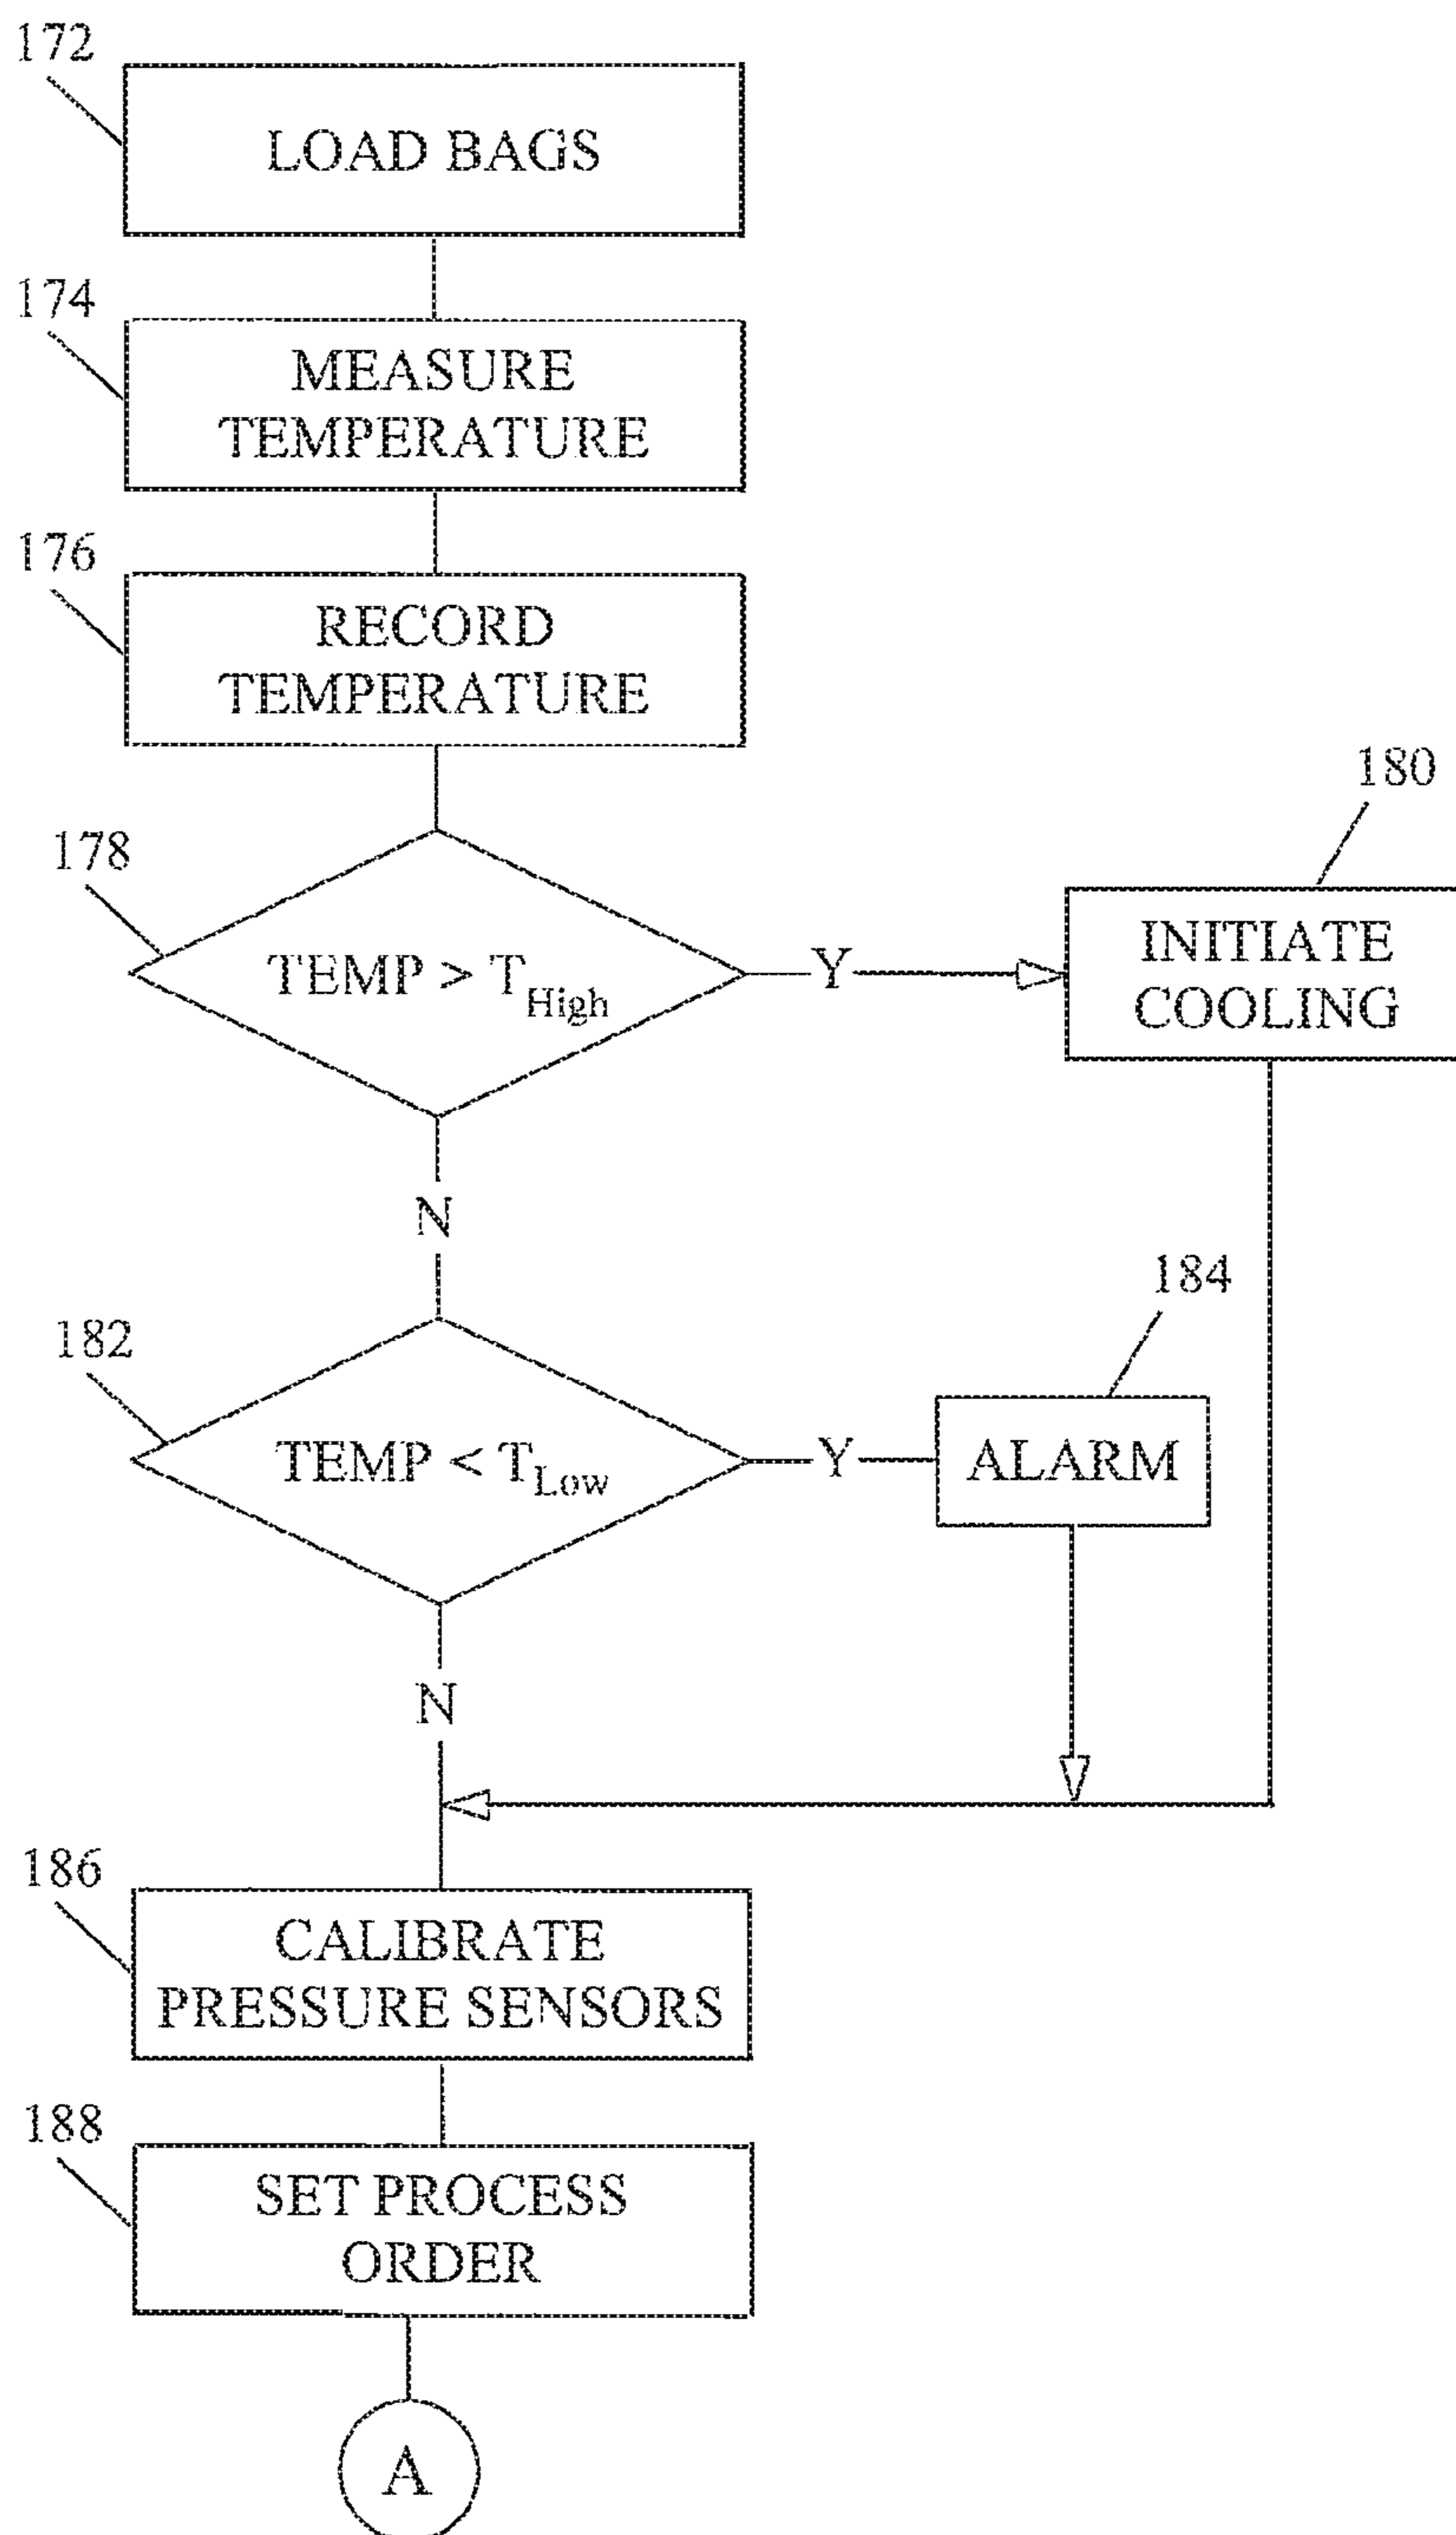 172
LOAD BAGS
174
MEASURE
TEMPERATURE
176
RECORD
TEMPERATURE
178
TEMP > THigh
Y
180
INITIATE
COOLING
N
182
TEMP < TLow
Y
184
ALARM
N
186
CALIBRATE
PRESSURE SENSORS
188
SET PROCESS
ORDER
A